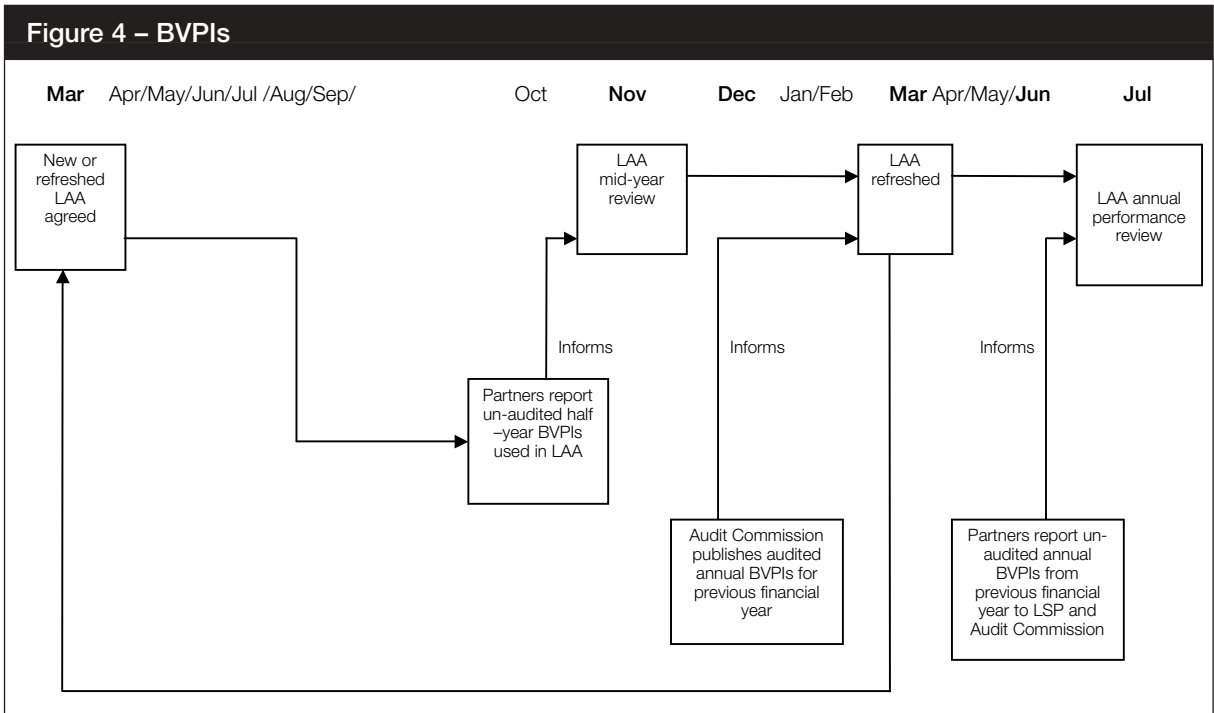 Figure 4 – BVPIs
Mar Apr/May/Jun/Jul /Aug/Sep/ Oct Nov Dec Jan/Feb Mar Apr/May/Jun Jul
New or
refreshed
LAA
agreed
LAA
mid-year
review
LAA
refreshed
LAA annual
performance
review
Informs
Informs
Informs
Partners report
un-audited half
–year BVPIs
used in LAA
Audit Commission
publishes audited
annual BVPIs for
previous financial
year
Partners report un-
audited annual
BVPIs from
previous financial
year to LSP and
Audit Commission